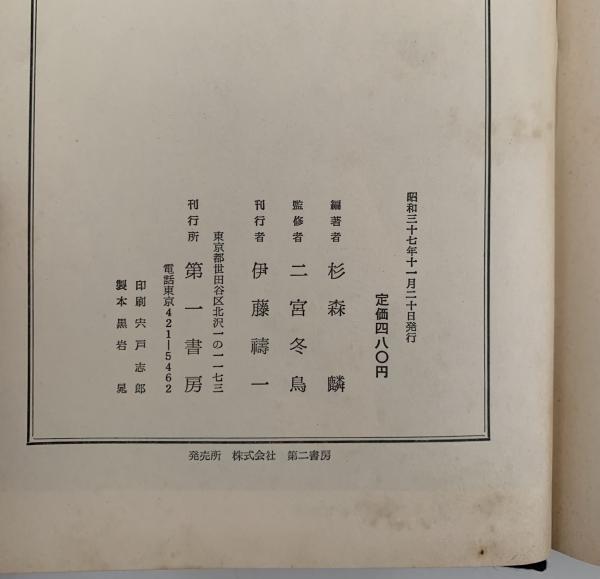 昭和三十七年十一月二十日発行
定価四八〇円
編著者 杉森麟
監修者 二宮冬鳥
刊行者 伊藤禱一
東京都世田谷区北沢一の一一七三
刊行所 第一書房
電話東京421―5462
印刷 宍戸志郎
製本 黒岩晃
発売所 株式会社 第二書房